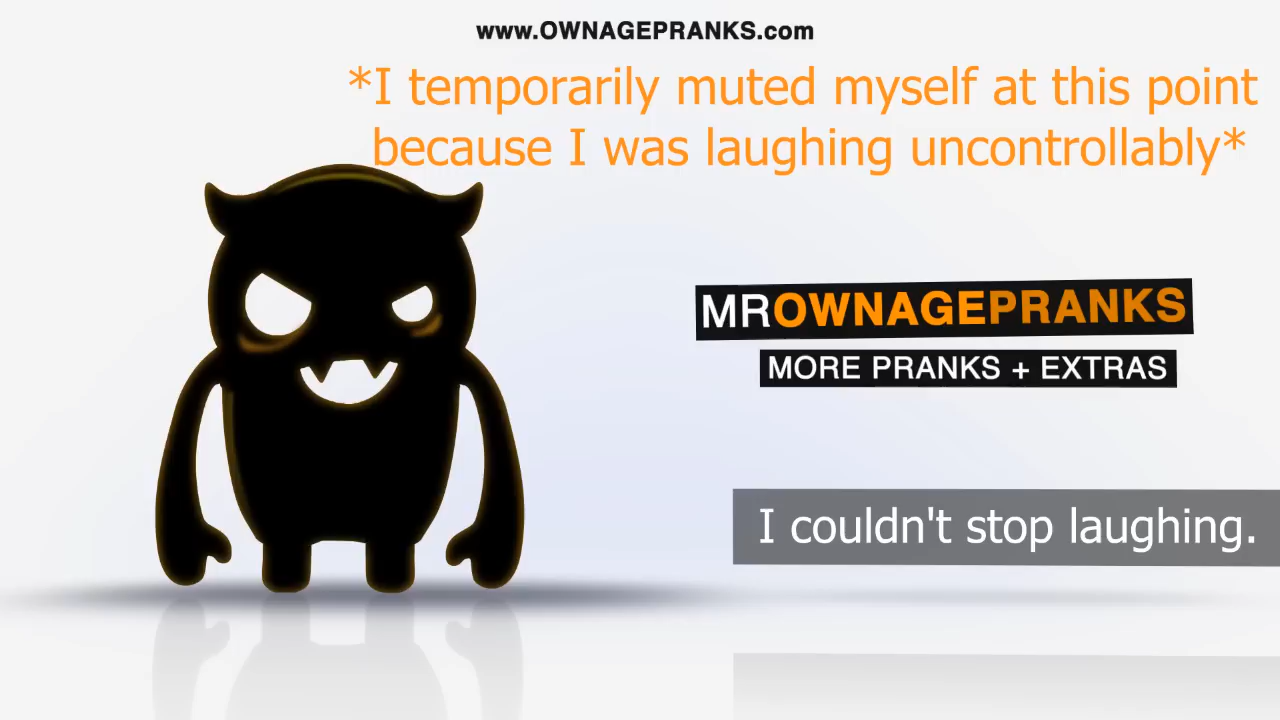 www.OWNAGEPRANKS.com
*I temporarily muted myself at this point
because I was laughing uncontrollably*
MROWNAGEPRANKS
MORE PRANKS + EXTRAS
I couldn't stop laughing.